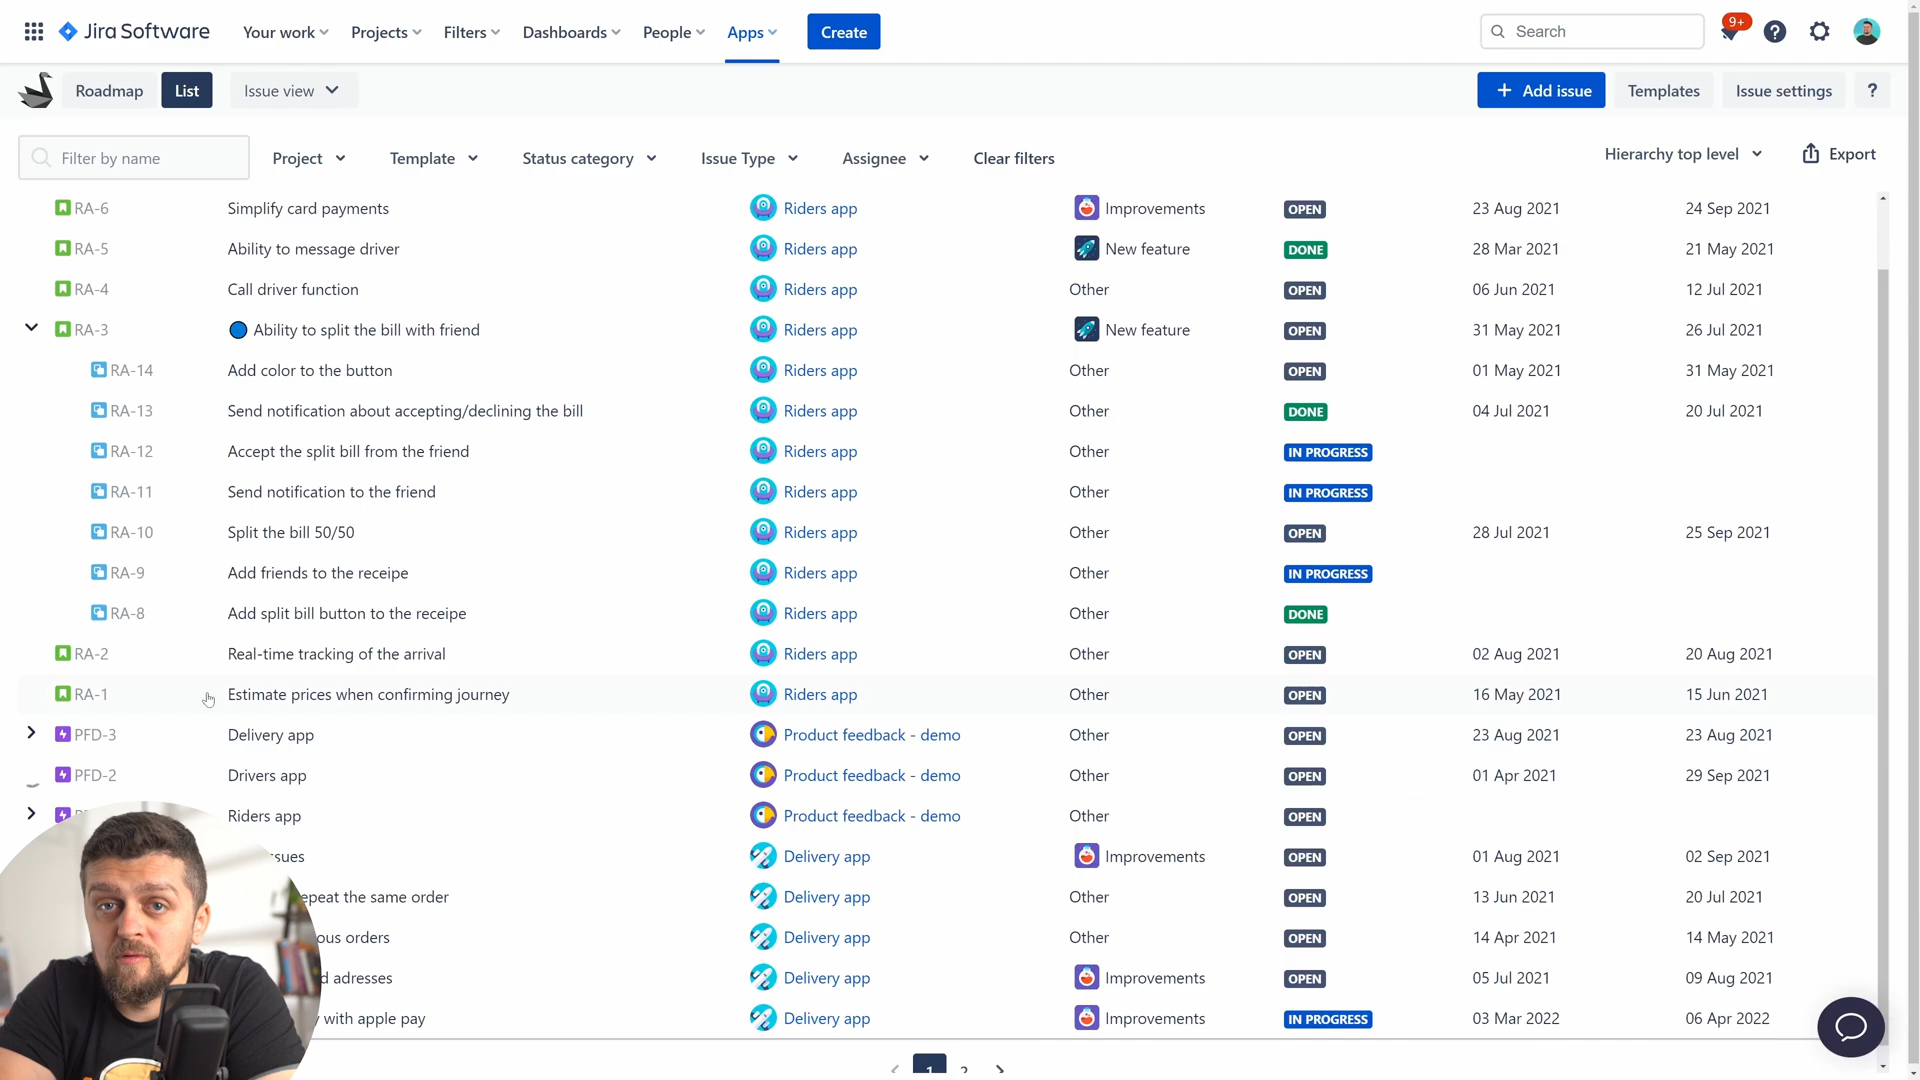 Jira Software Your work Projects Filters Dashboards People Apps Create Search 9+
Roadmap List Issue view + Add issue Templates Issue settings ?
Filter by name Project Template Status category Issue Type Assignee Clear filters Hierarchy top level Export
RA-6 Simplify card payments Riders app Improvements OPEN 23 Aug 2021 24 Sep 2021
RA-5 Ability to message driver Riders app New feature DONE 28 Mar 2021 21 May 2021
RA-4 Call driver function Riders app Other OPEN 06 Jun 2021 12 Jul 2021
RA-3 Ability to split the bill with friend Riders app New feature OPEN 31 May 2021 26 Jul 2021
RA-14 Add color to the button Riders app Other OPEN 01 May 2021 31 May 2021
RA-13 Send notification about accepting/declining the bill Riders app Other DONE 04 Jul 2021 20 Jul 2021
RA-12 Accept the split bill from the friend Riders app Other IN PROGRESS
RA-11 Send notification to the friend Riders app Other IN PROGRESS
RA-10 Split the bill 50/50 Riders app Other OPEN 28 Jul 2021 25 Sep 2021
RA-9 Add friends to the receipe Riders app Other IN PROGRESS
RA-8 Add split bill button to the receipe Riders app Other DONE
RA-2 Real-time tracking of the arrival Riders app Other OPEN 02 Aug 2021 20 Aug 2021
RA-1 Estimate prices when confirming journey Riders app Other OPEN 16 May 2021 15 Jun 2021
PFD-3 Delivery app Product feedback - demo Other OPEN 23 Aug 2021 23 Aug 2021
PFD-2 Drivers app Product feedback - demo Other OPEN 01 Apr 2021 29 Sep 2021
Riders app Product feedback - demo Other OPEN
Delivery app Improvements OPEN 01 Aug 2021 02 Sep 2021
the same order Delivery app Other OPEN 13 Jun 2021 20 Jul 2021
orders Delivery app Other OPEN 14 Apr 2021 14 May 2021
adresses Delivery app Improvements OPEN 05 Jul 2021 09 Aug 2021
with apple pay Delivery app Improvements IN PROGRESS 03 Mar 2022 06 Apr 2022
1 2